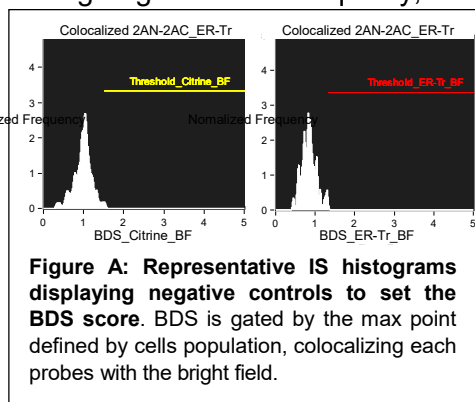 Colocalized 2AN-2AC_ER-Tr Colocalized 2AN-2AC_ER-Tr
4 4
Threshold_Citrine_BF Threshold_ER-Tr_BF
3 3
zed Frequency Nomalized Frequency
2 2
1 1
0 0
0 1 2 3 4 5 0 1 2 3 4 5
BDS_Citrine_BF BDS_ER-Tr_BF
Figure A: Representative IS histograms
displaying negative controls to set the
BDS score. BDS is gated by the max point
defined by cells population, colocalizing each
probes with the bright field.